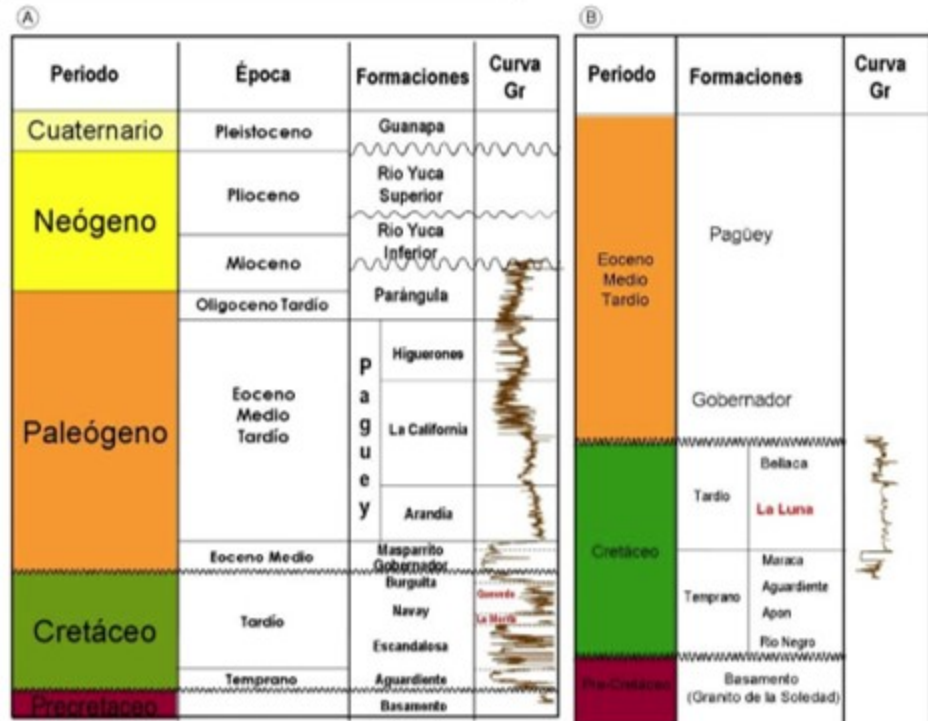 A
Periodo
Época
Formaciones
Curva
Gr
Cuaternario
Pleistoceno
Guanapa
Neógeno
Plioceno
Rio Yuca
Superior
Mioceno
Rio Yuca
Inferior
Paleógeno
Oligoceno Tardío
Parángula
Eoceno
Medio
Tardío
Paguey
Higuerones
La California
Arandia
Eoceno Medio
Masparrito
Gobernador
Cretáceo
Tardío
Burguita
Navay
Quevedo
La Morita
Escandalosa
Temprano
Aguardiente
Precretaceo
Basamento
B
Periodo
Formaciones
Curva
Gr
Eoceno
Medio
Tardío
Pagüey
Gobernador
Cretáceo
Tardío
Bellaca
La Luna
Temprano
Maraca
Aguardiente
Apon
Rio Negro
Pre-Cretáceo
Basamento
(Granito de la Soledad)